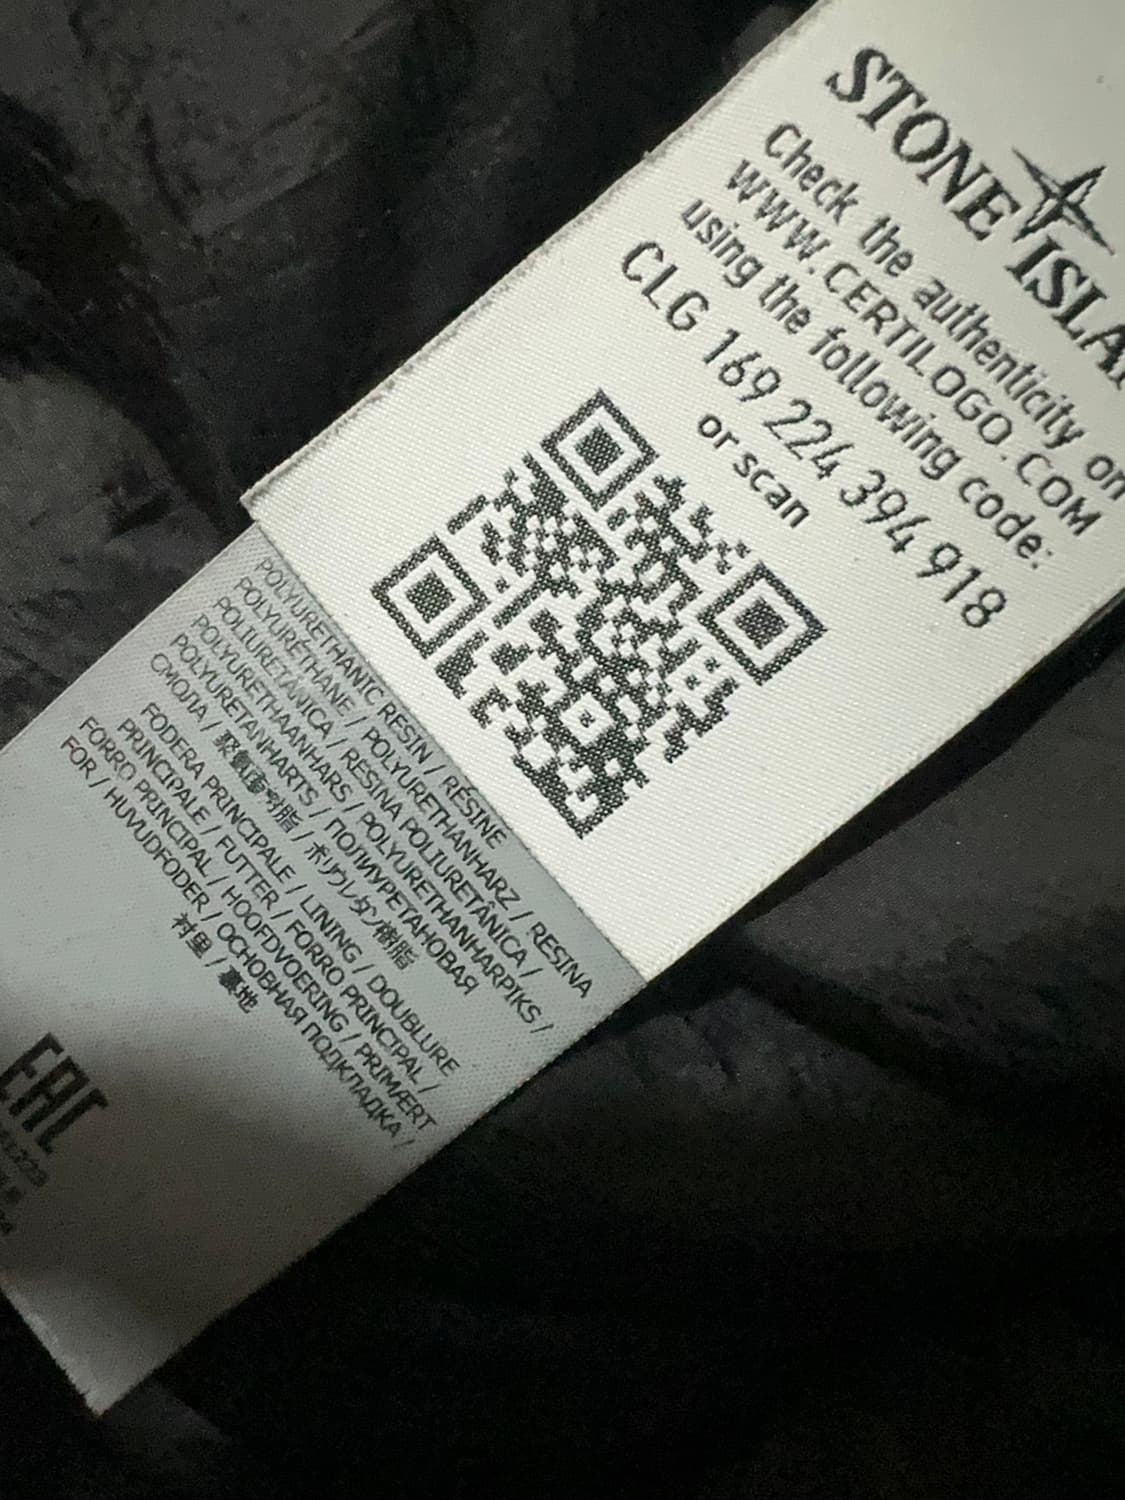 STONE ISLA
Check the authenticity on
WWW.CERTILOGO.COM
using the following code:
CLG 169 224 394 918
or scan
POLYURETHANIC RESIN / RÉSINE
POLYURÉTHANE / POLYURETHANHARZ / RESINA
POLIURETANICA / RESINA POLIURETÂNICA /
POLYURETHAANHARS / POLYURETHANHARPIKS /
POLYURETANHARTS / ПОЛИУРЕТАНОВАЯ
СМОЛА / 聚氨酯树脂 / ポリウレタン樹脂
FODERA PRINCIPALE / LINING / DOUBLURE
PRINCIPALE / FUTTER / FORRO PRINCIPAL /
FORRO PRINCIPAL / HOOFDVOERING / PRIMÆRT
FOR / HUVUDFODER / ОСНОВНАЯ ПОДКЛАДКА /
衬里 / 裏地
EAC